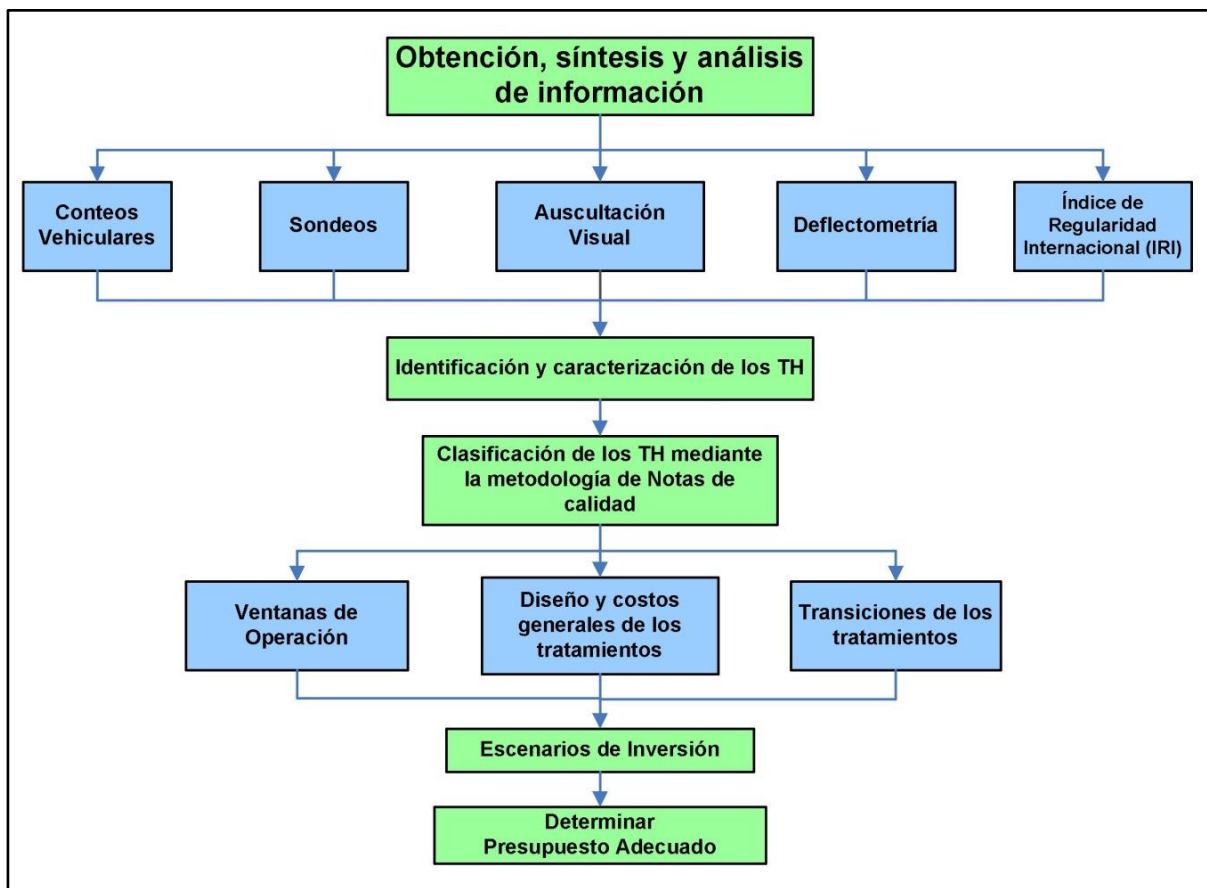 Obtención, síntesis y análisis
de información
Conteos
Vehiculares
Sondeos
Auscultación
Visual
Deflectometría
Índice de
Regularidad
Internacional (IRI)
Identificación y caracterización de los TH
Clasificación de los TH mediante
la metodología de Notas de
calidad
Ventanas de
Operación
Diseño y costos
generales de los
tratamientos
Transiciones de los
tratamientos
Escenarios de Inversión
Determinar
Presupuesto Adecuado